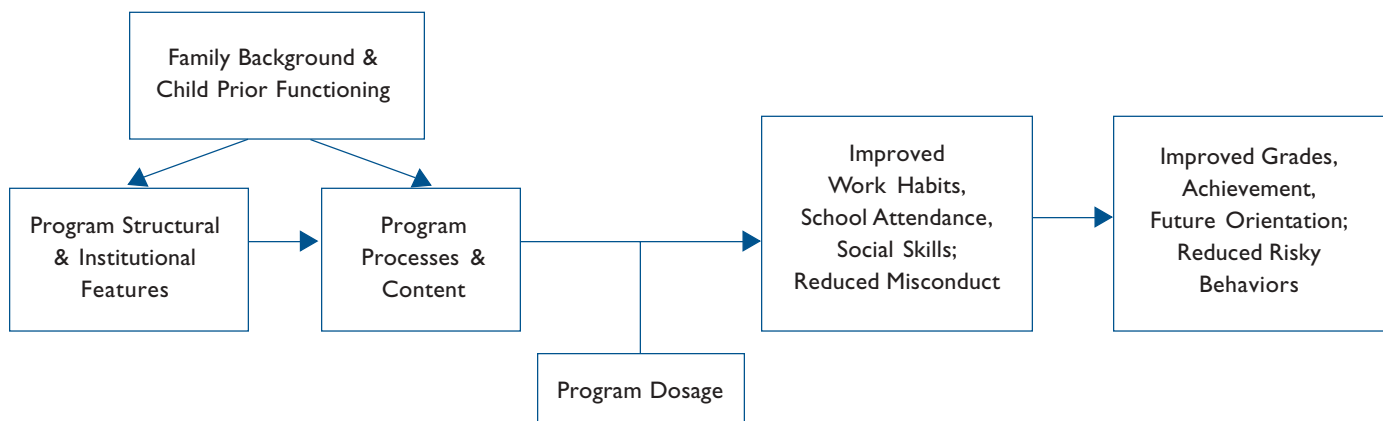 Family Background &
Child Prior Functioning
Program Structural
& Institutional
Features
Program
Processes &
Content
Program Dosage
Improved
Work Habits,
School Attendance,
Social Skills;
Reduced Misconduct
Improved Grades,
Achievement,
Future Orientation;
Reduced Risky
Behaviors